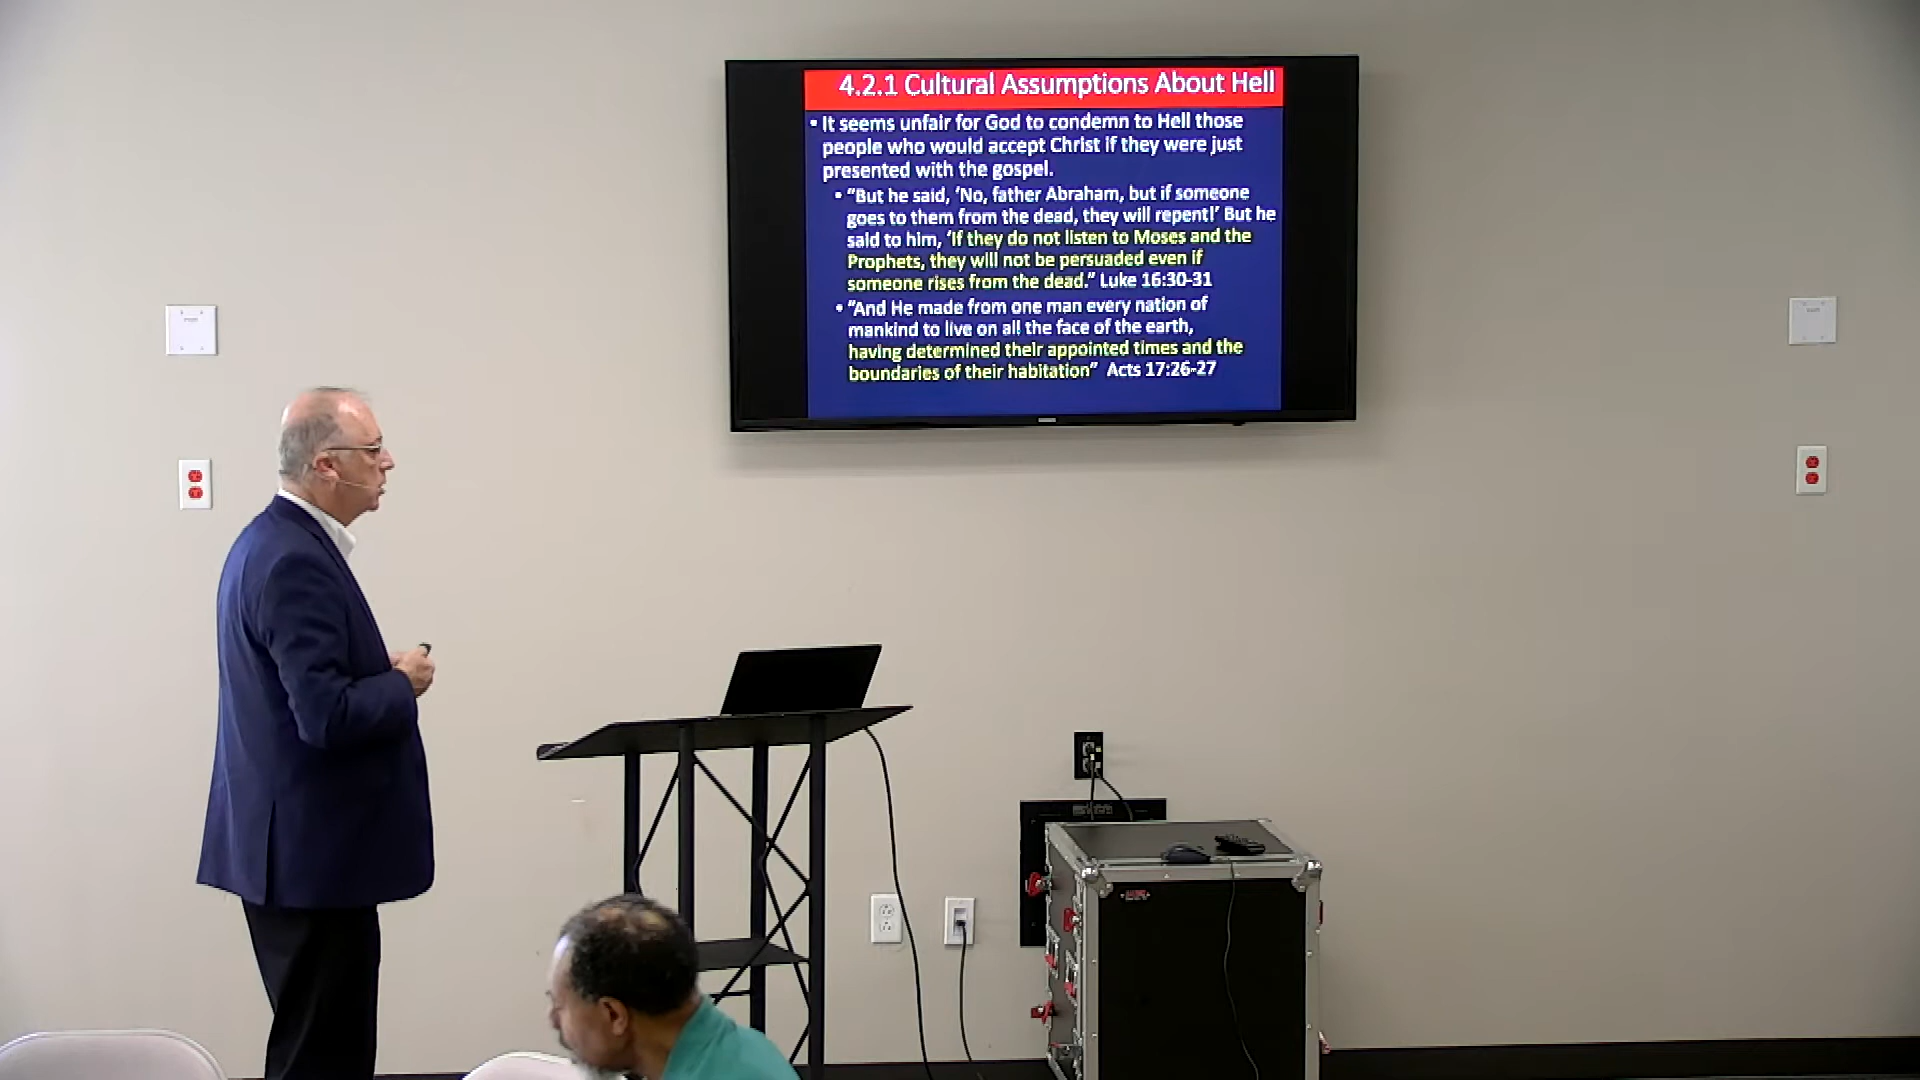 4.2.1 Cultural Assumptions About Hell
• It seems unfair for God to condemn to Hell those
people who would accept Christ if they were just
presented with the gospel.
• “But he said, ‘No, father Abraham, but if someone
goes to them from the dead, they will repent!’ But he
said to him, ‘If they do not listen to Moses and the
Prophets, they will not be persuaded even if
someone rises from the dead.” Luke 16:30-31
• “And He made from one man every nation of
mankind to live on all the face of the earth,
having determined their appointed times and the
boundaries of their habitation” Acts 17:26-27